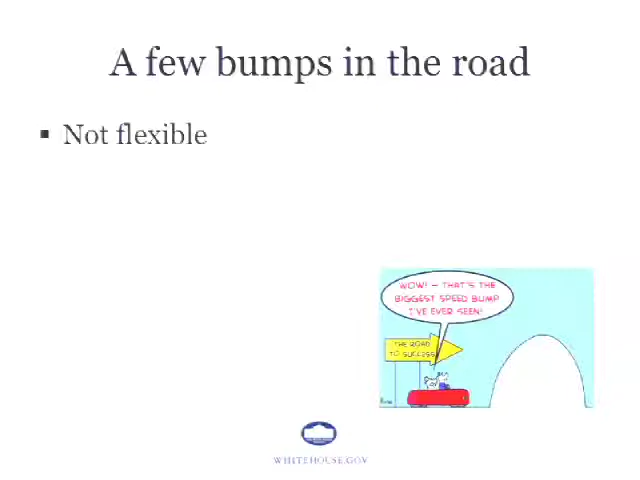 A few bumps in the road
▪ Not flexible
WOW! – THAT'S THE
BIGGEST SPEED BUMP
I'VE EVER SEEN!
THE ROAD
TO SUCCESS
WHITEHOUSE.GOV